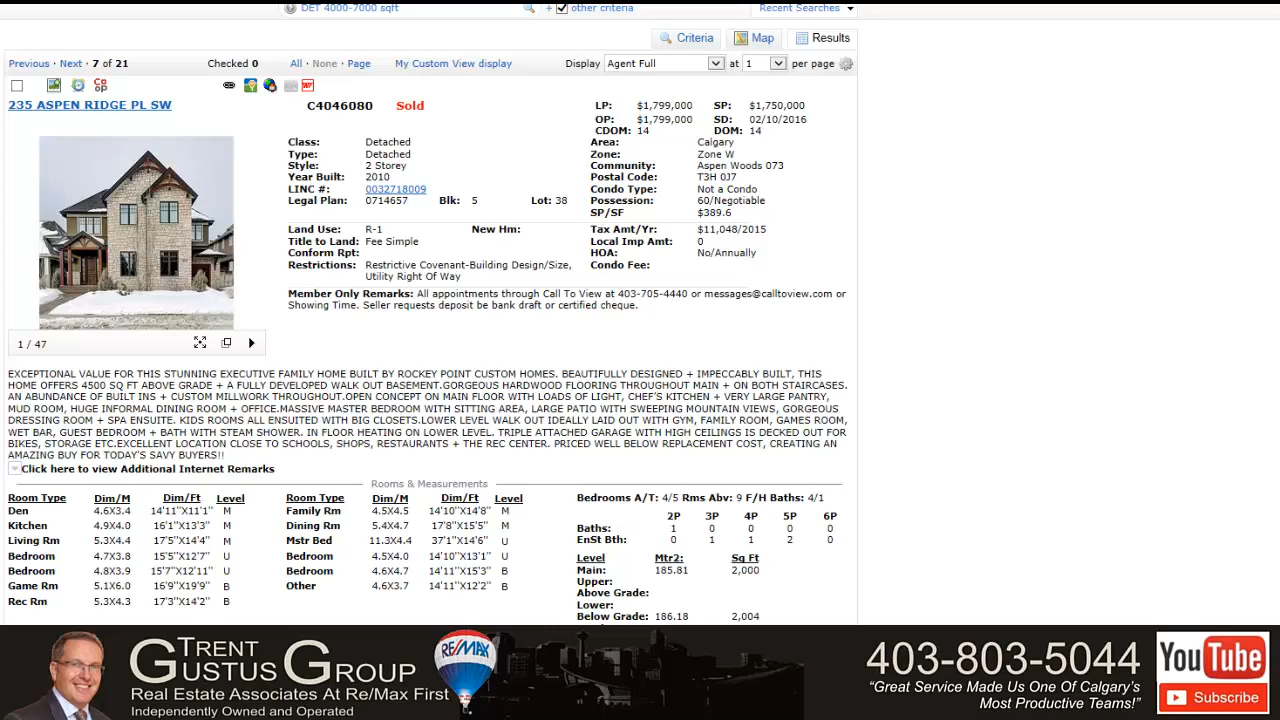 DET 4000-7000 sqft + other criteria Recent Searches
Criteria Map Results
Previous · Next · 7 of 21 Checked 0 All · None · Page My Custom View display Display Agent Full at 1 per page
235 ASPEN RIDGE PL SW C4046080 Sold LP: $1,799,000 SP: $1,750,000
OP: $1,799,000 SD: 02/10/2016
CDOM: 14 DOM: 14
Class: Detached Area: Calgary
Type: Detached Zone: Zone W
Style: 2 Storey Community: Aspen Woods 073
Year Built: 2010 Postal Code: T3H 0J7
LINC #: 0032718009 Condo Type: Not a Condo
Legal Plan: 0714657 Blk: 5 Lot: 38 Possession: 60/Negotiable
SP/SF $389.6
Land Use: R-1 New Hm: Tax Amt/Yr: $11,048/2015
Title to Land: Fee Simple Local Imp Amt: 0
Conform Rpt: HOA: No/Annually
Restrictions: Restrictive Covenant-Building Design/Size, Condo Fee:
Utility Right Of Way
Member Only Remarks: All appointments through Call To View at 403-705-4440 or messages@calltoview.com or
Showing Time. Seller requests deposit be bank draft or certified cheque.
1 / 47
EXCEPTIONAL VALUE FOR THIS STUNNING EXECUTIVE FAMILY HOME BUILT BY ROCKEY POINT CUSTOM HOMES. BEAUTIFULLY DESIGNED + IMPECCABLY BUILT, THIS
HOME OFFERS 4500 SQ FT ABOVE GRADE + A FULLY DEVELOPED WALK OUT BASEMENT.GORGEOUS HARDWOOD FLOORING THROUGHOUT MAIN + ON BOTH STAIRCASES.
AN ABUNDANCE OF BUILT INS + CUSTOM MILLWORK THROUGHOUT.OPEN CONCEPT ON MAIN FLOOR WITH LOADS OF LIGHT, CHEF'S KITCHEN + VERY LARGE PANTRY,
MUD ROOM, HUGE INFORMAL DINING ROOM + OFFICE.MASSIVE MASTER BEDROOM WITH SITTING AREA, LARGE PATIO WITH SWEEPING MOUNTAIN VIEWS, GORGEOUS
DRESSING ROOM + SPA ENSUITE. KIDS ROOMS ALL ENSUITED WITH BIG CLOSETS.LOWER LEVEL WALK OUT IDEALLY LAID OUT WITH GYM, FAMILY ROOM, GAMES ROOM,
WET BAR, GUEST BEDROOM + BATH WITH STEAM SHOWER. IN FLOOR HEATING ON LOWER LEVEL. TRIPLE ATTACHED GARAGE WITH HIGH CEILINGS IS DECKED OUT FOR
BIKES, STORAGE ETC.EXCELLENT LOCATION CLOSE TO SCHOOLS, SHOPS, RESTAURANTS + THE REC CENTER. PRICED WELL BELOW REPLACEMENT COST, CREATING AN
AMAZING BUY FOR TODAY'S SAVY BUYERS!!
Click here to view Additional Internet Remarks
Rooms & Measurements
Room Type Dim/M Dim/Ft Level Room Type Dim/M Dim/Ft Level Bedrooms A/T: 4/5 Rms Abv: 9 F/H Baths: 4/1
Den 4.6X3.4 14'11"X11'1" M Family Rm 4.5X4.5 14'10"X14'8" M
2P 3P 4P 5P 6P
Kitchen 4.9X4.0 16'1"X13'3" M Dining Rm 5.4X4.7 17'8"X15'5" M Baths: 1 0 0 0 0
Living Rm 5.3X4.4 17'5"X14'4" M Mstr Bed 11.3X4.4 37'1"X14'6" U EnSt Bth: 0 1 1 2 0
Bedroom 4.7X3.8 15'5"X12'7" U Bedroom 4.5X4.0 14'10"X13'1" U Level Mtr2: Sq Ft
Bedroom 4.8X3.9 15'7"X12'11" U Bedroom 4.6X4.7 14'11"X15'3" B Main: 185.81 2,000
Upper:
Game Rm 5.1X6.0 16'9"X19'9" B Other 4.6X3.7 14'11"X12'2" B Above Grade:
Rec Rm 5.3X4.3 17'3"X14'2" B Lower:
Below Grade: 186.18 2,004
TRENT
GUSTUS GROUP
Real Estate Associates At Re/Max First
Independently Owned and Operated
RE/MAX
403-803-5044
“Great Service Made Us One Of Calgary's
Most Productive Teams!”
YouTube
Subscribe